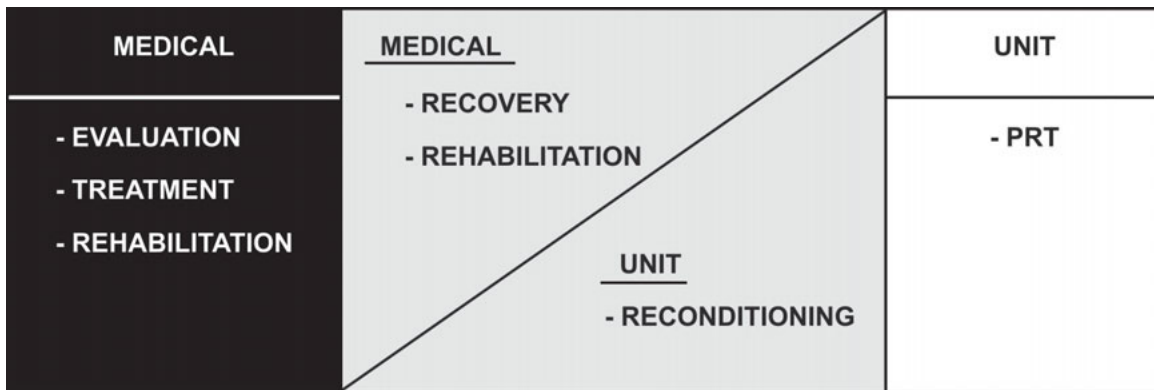 MEDICAL
- EVALUATION
- TREATMENT
- REHABILITATION
MEDICAL
- RECOVERY
- REHABILITATION
UNIT
- RECONDITIONING
UNIT
- PRT